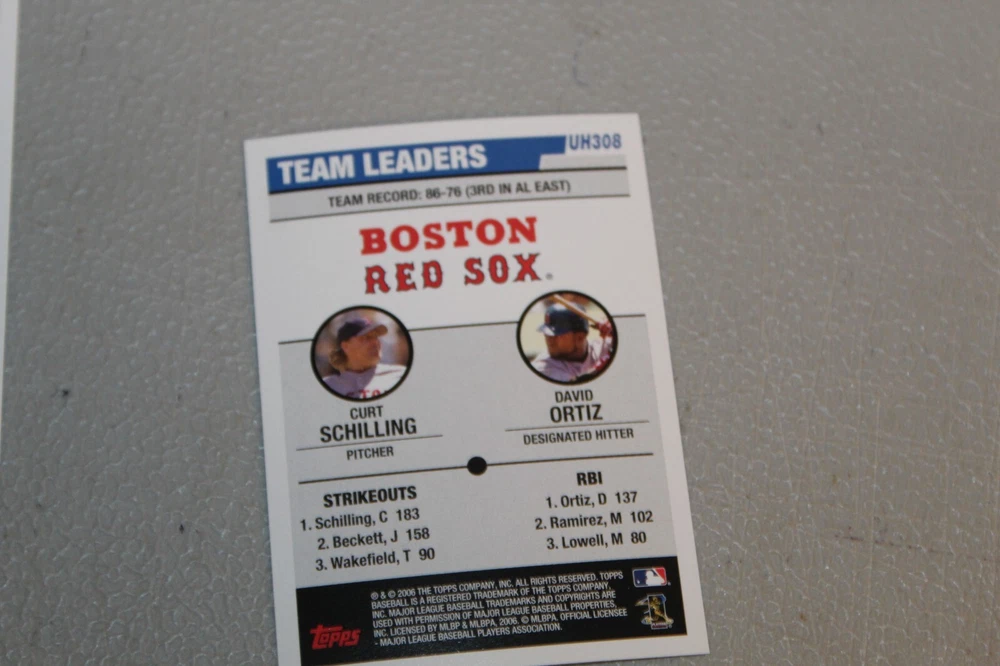 TEAM LEADERS
UH308
TEAM RECORD: 86-76 (3RD IN AL EAST)
BOSTON
RED SOX®
CURT
SCHILLING
PITCHER
DAVID
ORTIZ
DESIGNATED HITTER
STRIKEOUTS
1. Schilling, C 183
2. Beckett, J 158
3. Wakefield, T 90
RBI
1. Ortiz, D 137
2. Ramirez, M 102
3. Lowell, M 80
® & © 2006 THE TOPPS COMPANY, INC. ALL RIGHTS RESERVED. TOPPS
BASEBALL IS A REGISTERED TRADEMARK OF THE TOPPS COMPANY,
INC. MAJOR LEAGUE BASEBALL TRADEMARKS AND COPYRIGHTS ARE
USED WITH PERMISSION OF MAJOR LEAGUE BASEBALL PROPERTIES,
INC. LICENSED BY MLBP & MLBPA, 2006. © MLBPA. OFFICIAL LICENSEE
- MAJOR LEAGUE BASEBALL PLAYERS ASSOCIATION.
Topps